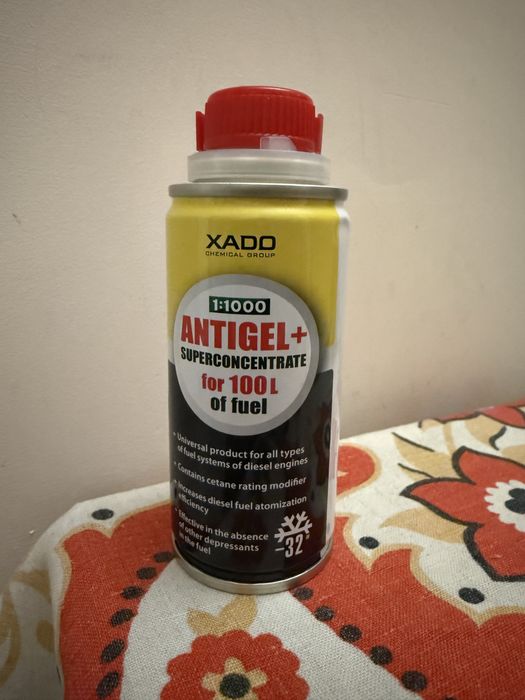 XADO
CHEMICAL GROUP
1:1000
ANTIGEL+
SUPERCONCENTRATE
for 100 L
of fuel
- Universal product for all types
of fuel systems of diesel engines
- Contains cetane rating modifier
- Increases diesel fuel atomization
efficiency
- Effective in the absence
of other depressants
in the fuel
-32°